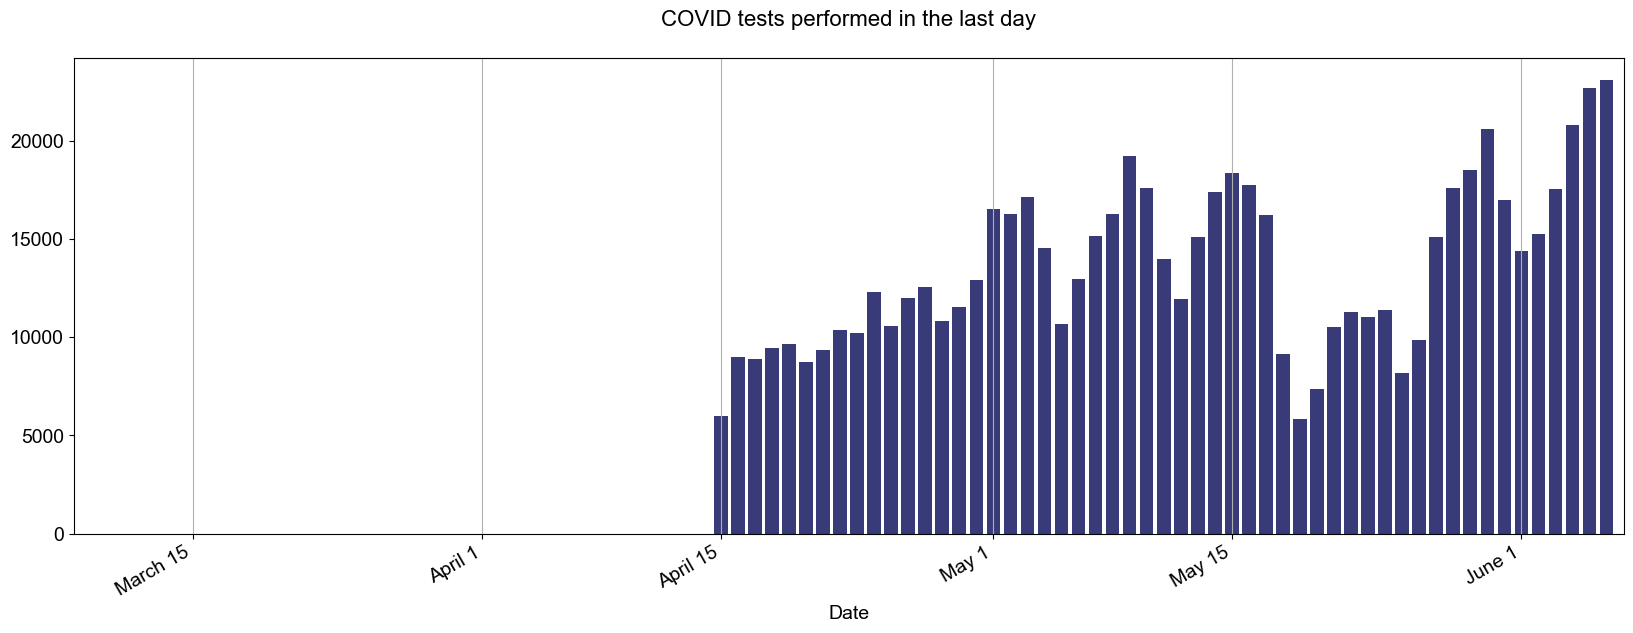 COVID tests performed in the last day
20000
15000
10000
5000
0
March 15
April 1
April 15
May 1
May 15
June 1
Date